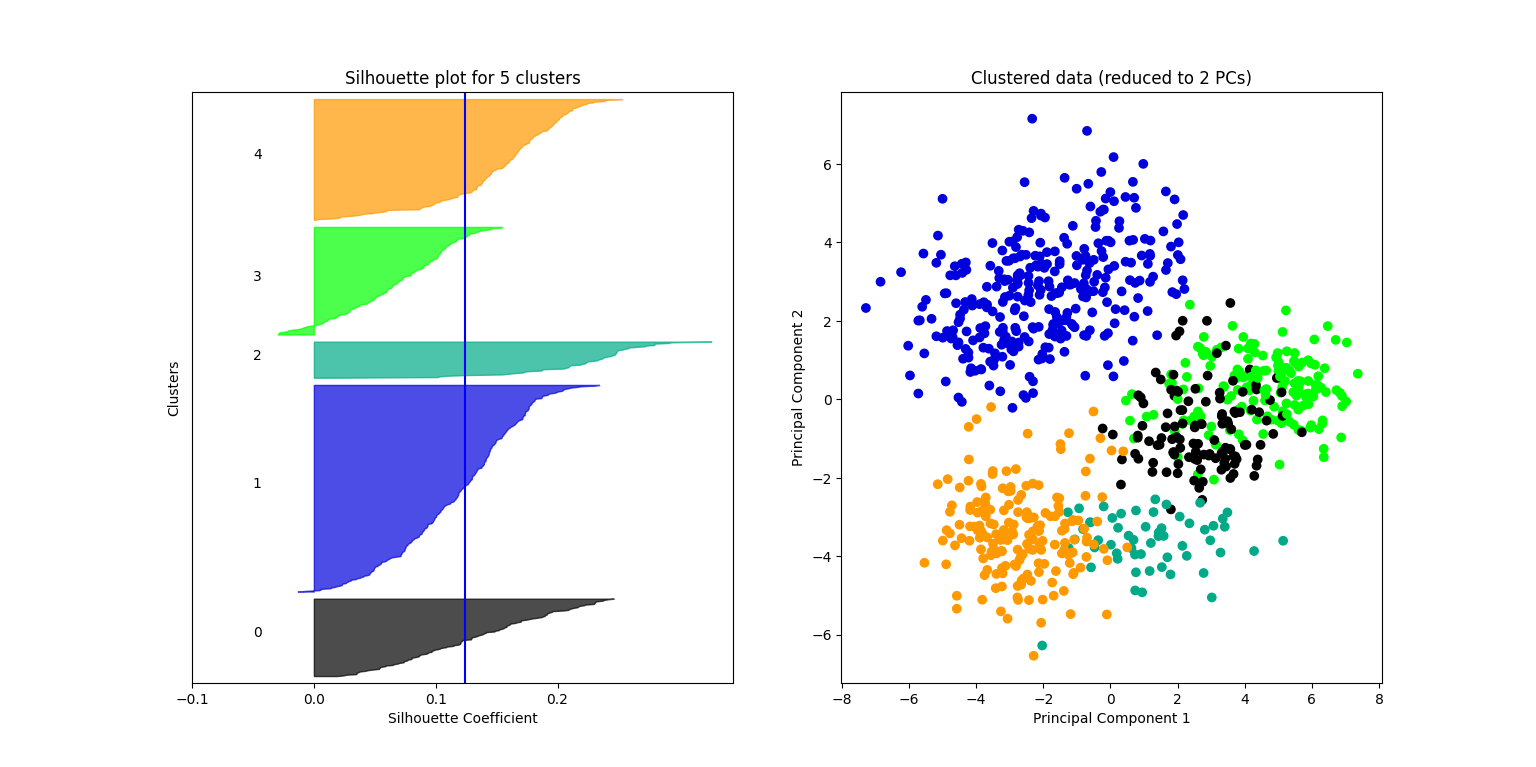 Silhouette plot for 5 clusters
Clusters
4
3
2
1
0
−0.1 0.0 0.1 0.2
Silhouette Coefficient
Clustered data (reduced to 2 PCs)
Principal Component 2
6
4
2
0
−2
−4
−6
−8 −6 −4 −2 0 2 4 6 8
Principal Component 1